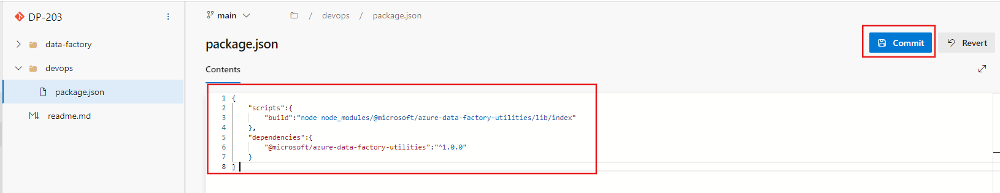 DP-203
data-factory
devops
package.json
readme.md
main
/ devops / package.json
package.json
Commit
Revert
Contents
1 {
2 "scripts":{
3 "build":"node node_modules/@microsoft/azure-data-factory-utilities/lib/index"
4 },
5 "dependencies":{
6 "@microsoft/azure-data-factory-utilities":"^1.0.0"
7 }
8 }